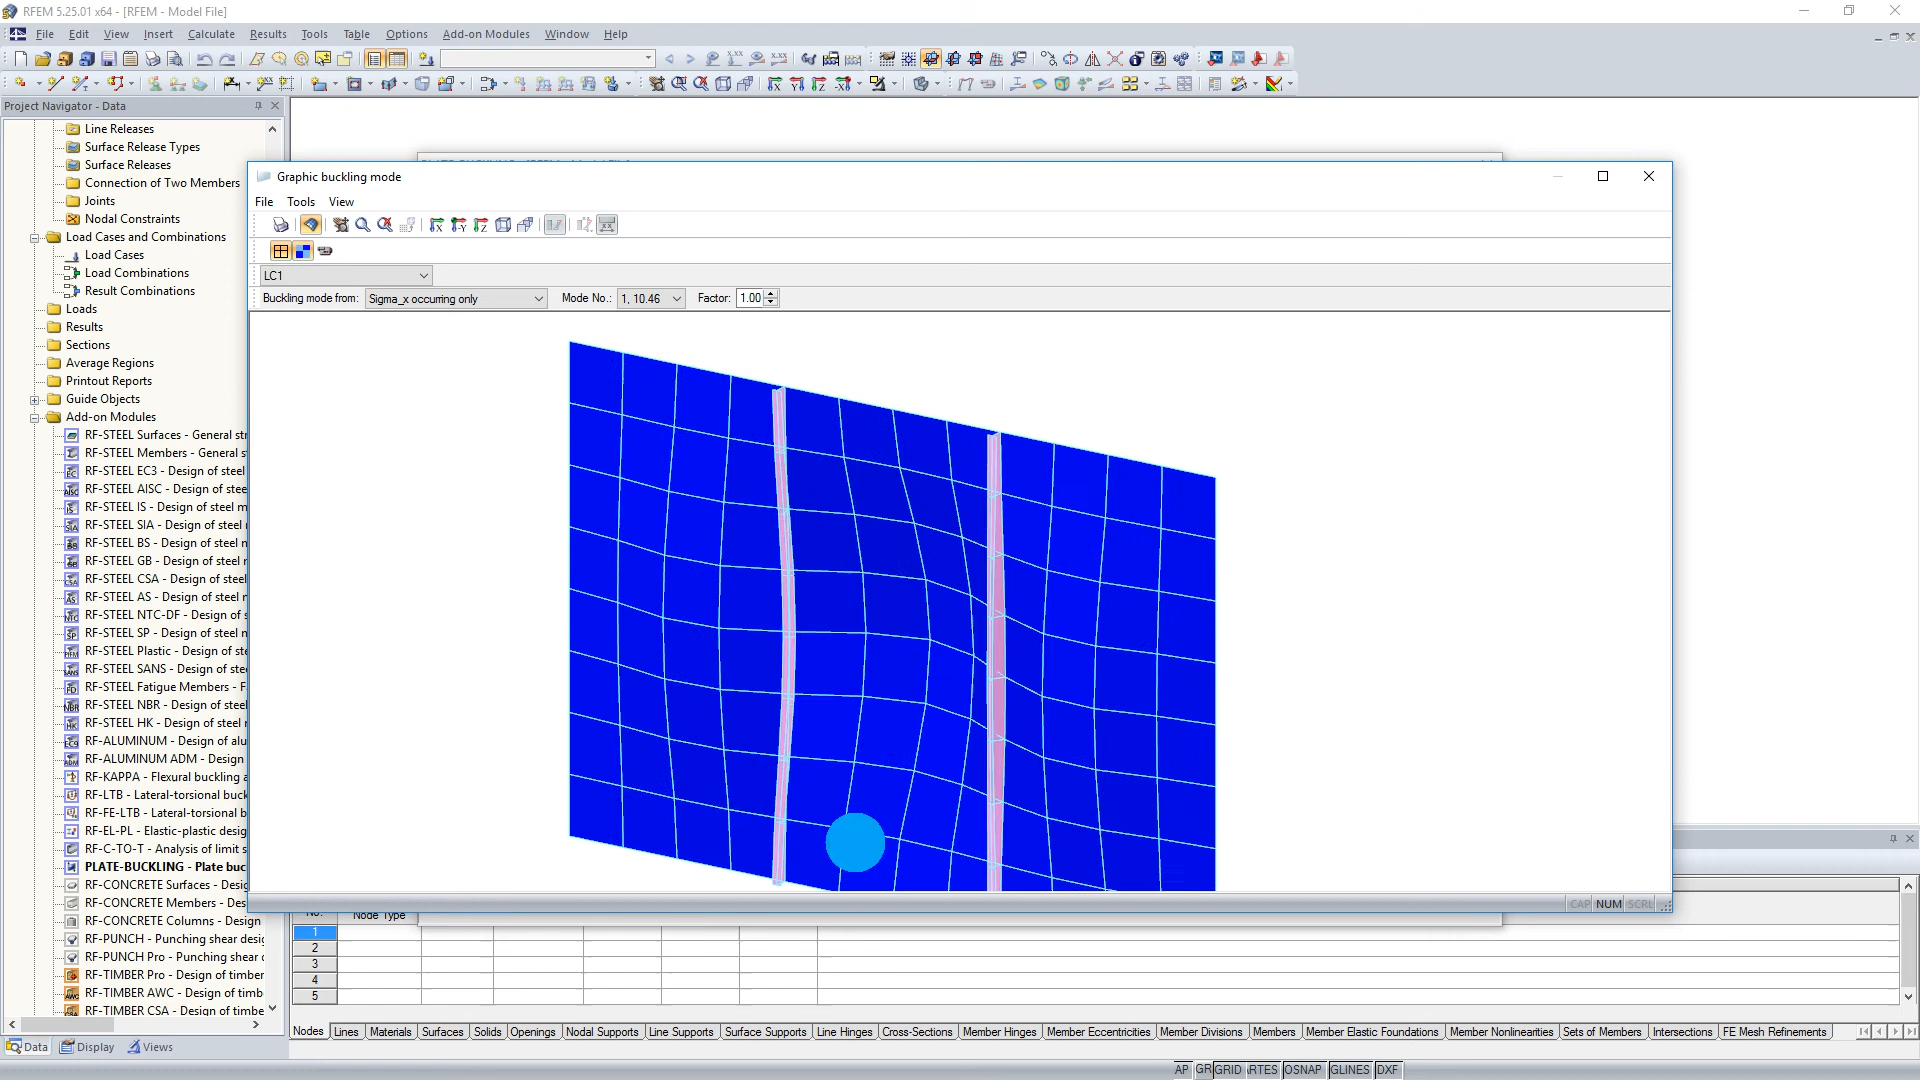 RFEM 5.25.01 x64 - [RFEM - Model File]
File Edit View Insert Calculate Results Tools Table Options Add-on Modules Window Help
Project Navigator - Data
Line Releases
Surface Release Types
Surface Releases
Connection of Two Members
Joints
Nodal Constraints
Load Cases and Combinations
Load Cases
Load Combinations
Result Combinations
Loads
Results
Sections
Average Regions
Printout Reports
Guide Objects
Add-on Modules
RF-STEEL Surfaces - General str
RF-STEEL Members - General s
RF-STEEL EC3 - Design of steel
RF-STEEL AISC - Design of stee
RF-STEEL IS - Design of steel m
RF-STEEL SIA - Design of steel
RF-STEEL BS - Design of steel n
RF-STEEL GB - Design of steel n
RF-STEEL CSA - Design of steel
RF-STEEL AS - Design of steel n
RF-STEEL NTC-DF - Design of s
RF-STEEL SP - Design of steel n
RF-STEEL Plastic - Design of ste
RF-STEEL SANS - Design of ste
RF-STEEL Fatigue Members - F
RF-STEEL NBR - Design of steel
RF-STEEL HK - Design of steel r
RF-ALUMINUM - Design of alu
RF-ALUMINUM ADM - Design
RF-KAPPA - Flexural buckling a
RF-LTB - Lateral-torsional buck
RF-FE-LTB - Lateral-torsional b
RF-EL-PL - Elastic-plastic desig
RF-C-TO-T - Analysis of limit s
PLATE-BUCKLING - Plate buc
RF-CONCRETE Surfaces - Desig
RF-CONCRETE Members - Des
RF-CONCRETE Columns - Design
RF-PUNCH - Punching shear desig
RF-PUNCH Pro - Punching shear d
RF-TIMBER Pro - Design of timber
RF-TIMBER AWC - Design of timb
RF-TIMBER CSA - Design of timbe
Data Display Views
Graphic buckling mode
File Tools View
LC1
Buckling mode from: Sigma_x occurring only Mode No.: 1, 10.46 Factor: 1.00
CAP NUM SCRL
No. Node Type
1
2
3
4
5
Nodes Lines Materials Surfaces Solids Openings Nodal Supports Line Supports Surface Supports Line Hinges Cross-Sections Member Hinges Member Eccentricities Member Divisions Members Member Elastic Foundations Member Nonlinearities Sets of Members Intersections FE Mesh Refinements
AP GR GRID ARTES OSNAP GLINES DXF